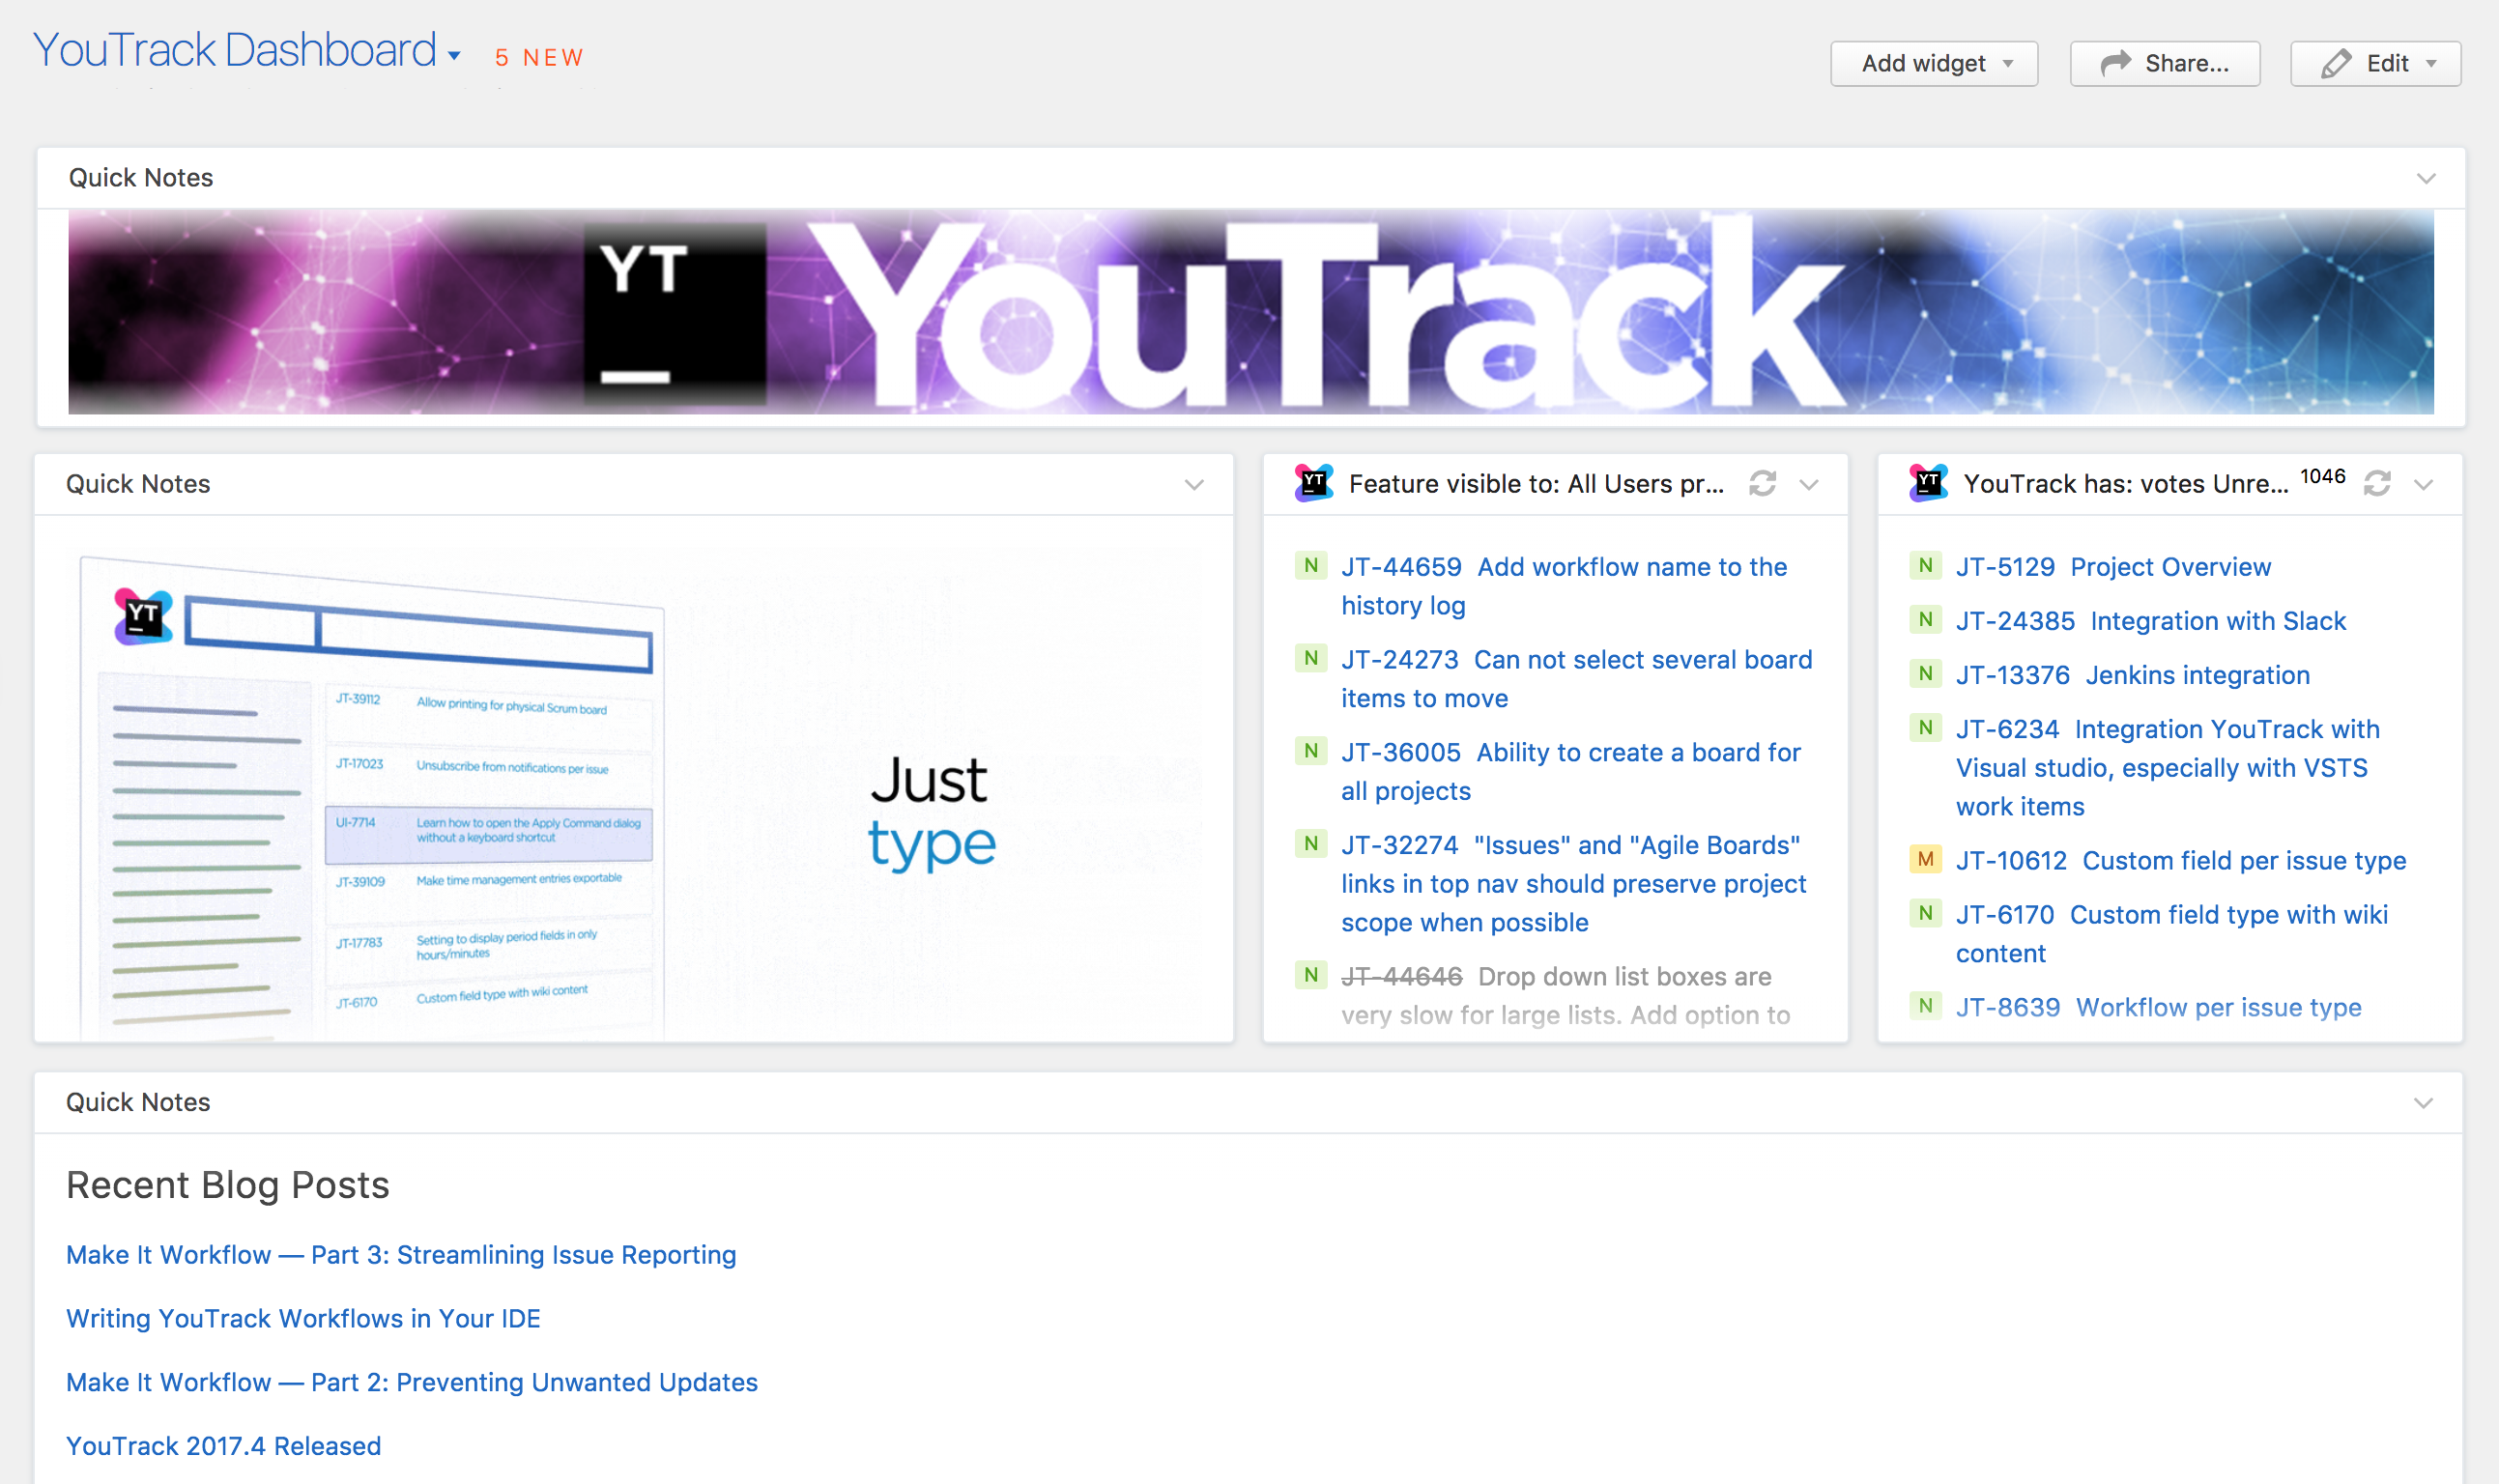 YouTrack Dashboard 5 NEW
Add widget
Share...
Edit
Quick Notes
YT
YouTrack
Quick Notes
YT
JT-39112 Allow printing for physical Scrum board
JT-17023 Unsubscribe from notifications per issue
UI-7714 Learn how to open the Apply Command dialog
without a keyboard shortcut
JT-39109 Make time management entries exportable
JT-17783 Setting to display period fields in only
hours/minutes
JT-6170 Custom field type with wiki content
Just
type
YT
Feature visible to: All Users pr...
N JT-44659 Add workflow name to the
history log
N JT-24273 Can not select several board
items to move
N JT-36005 Ability to create a board for
all projects
N JT-32274 "Issues" and "Agile Boards"
links in top nav should preserve project
scope when possible
N JT-44646 Drop down list boxes are
very slow for large lists. Add option to
YT
YouTrack has: votes Unre... 1046
N JT-5129 Project Overview
N JT-24385 Integration with Slack
N JT-13376 Jenkins integration
N JT-6234 Integration YouTrack with
Visual studio, especially with VSTS
work items
M JT-10612 Custom field per issue type
N JT-6170 Custom field type with wiki
content
N JT-8639 Workflow per issue type
Quick Notes
Recent Blog Posts
Make It Workflow — Part 3: Streamlining Issue Reporting
Writing YouTrack Workflows in Your IDE
Make It Workflow — Part 2: Preventing Unwanted Updates
YouTrack 2017.4 Released